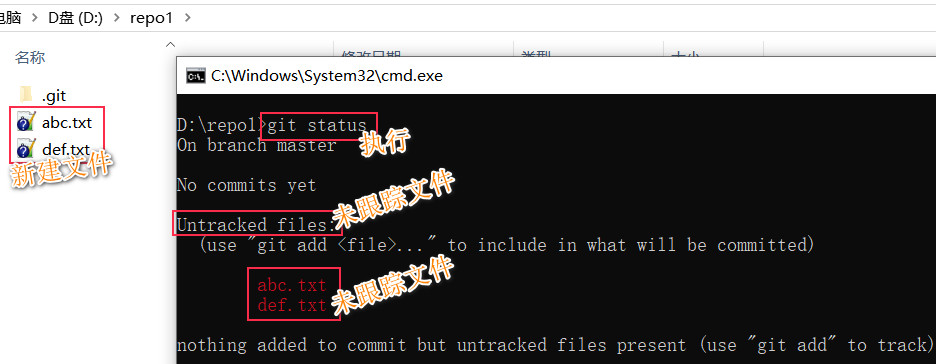 电脑 > D盘 (D:) > repo1 >
名称
修改日期
类型
大小
.git
abc.txt
def.txt
新建文件
C:\Windows\System32\cmd.exe
D:\repo1>git status
执行
On branch master
No commits yet
未跟踪文件
Untracked files:
(use "git add <file>..." to include in what will be committed)
abc.txt
def.txt
未跟踪文件
nothing added to commit but untracked files present (use "git add" to track)